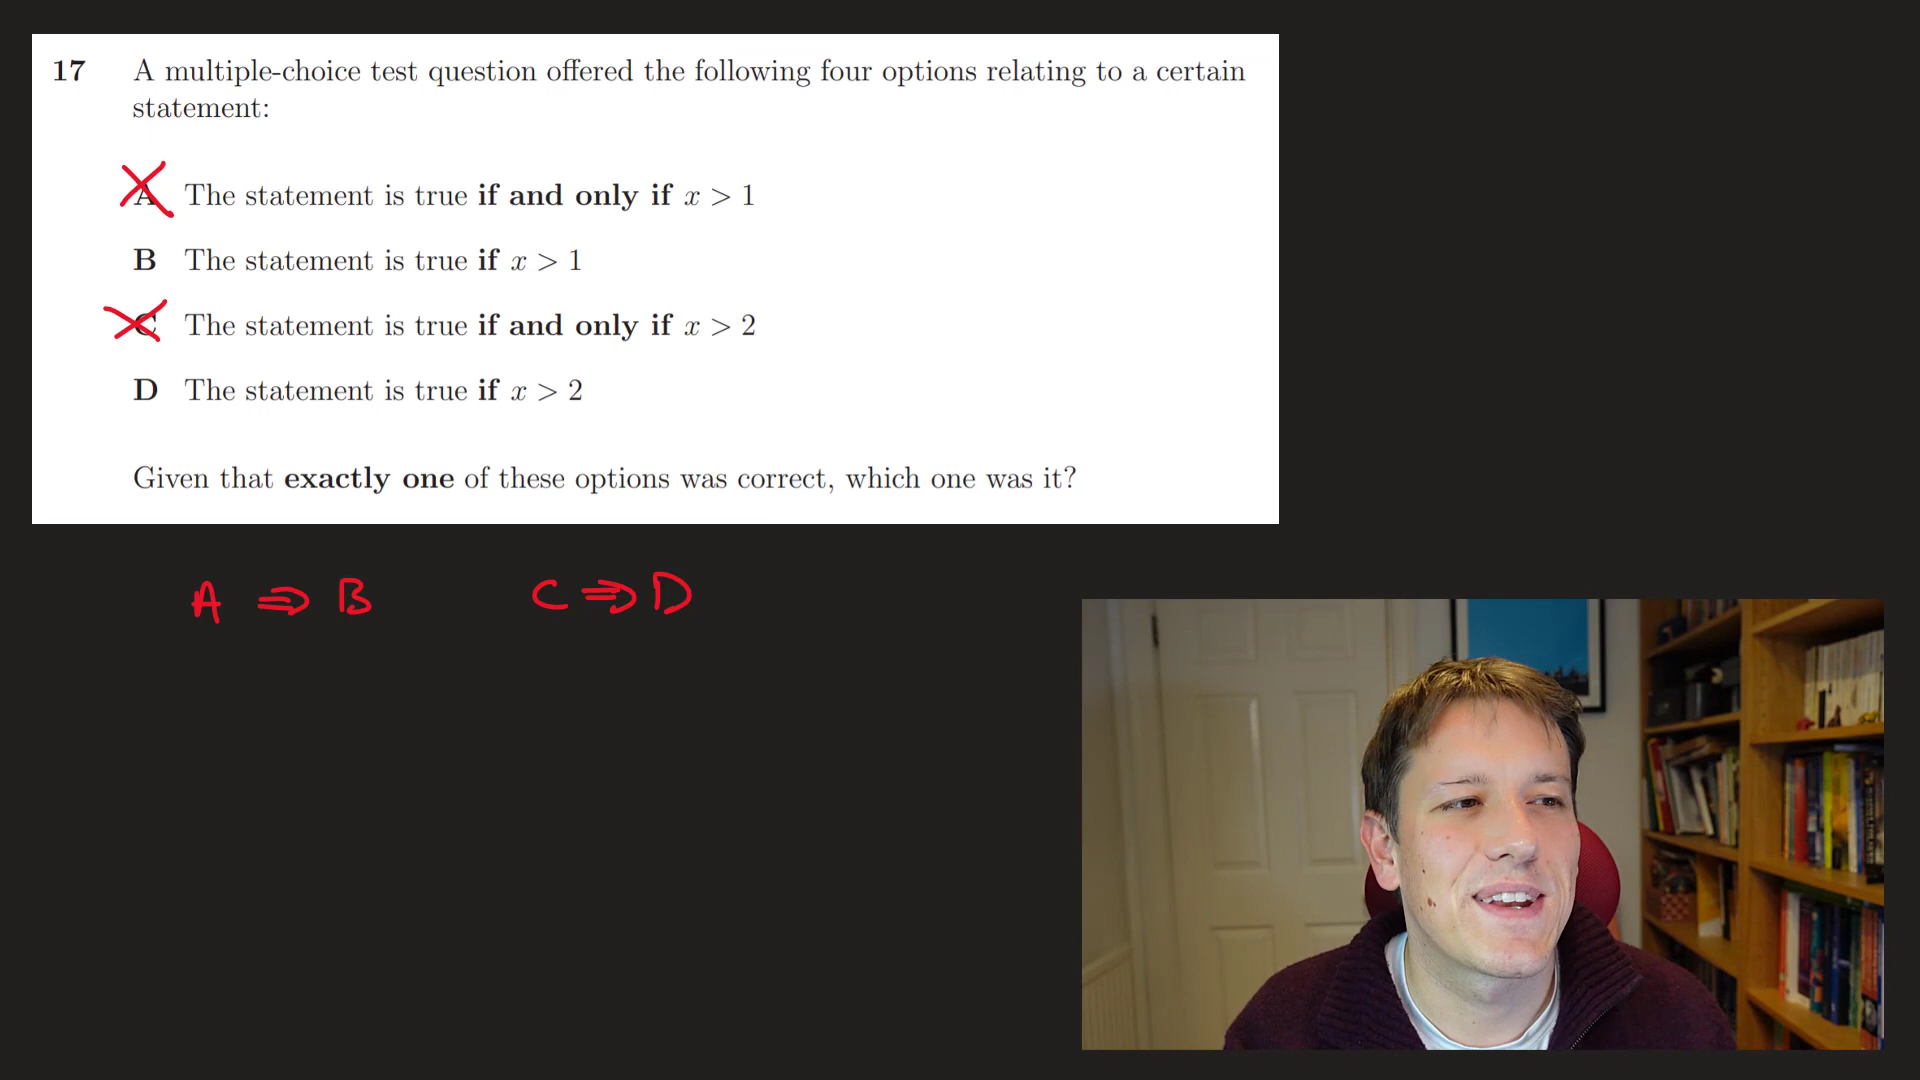 17 A multiple-choice test question offered the following four options relating to a certain
statement:
A The statement is true if and only if x > 1
B The statement is true if x > 1
C The statement is true if and only if x > 2
D The statement is true if x > 2
Given that exactly one of these options was correct, which one was it?
A ⇒ B C ⇒ D